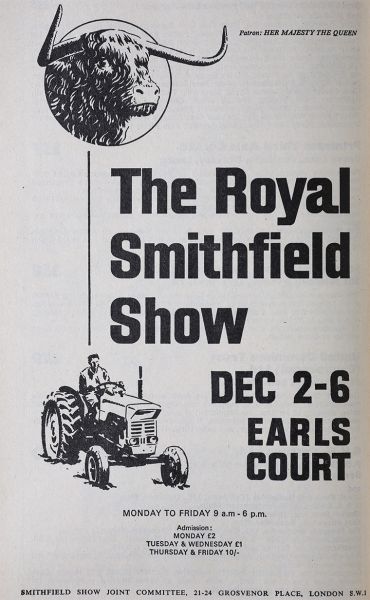 Patron: HER MAJESTY THE QUEEN
The Royal
Smithfield
Show
DEC 2-6
EARLS
COURT
MONDAY TO FRIDAY 9 a.m - 6 p.m.
Admission:
MONDAY £2
TUESDAY & WEDNESDAY £1
THURSDAY & FRIDAY 10/-
SMITHFIELD SHOW JOINT COMMITTEE, 21-24 GROSVENOR PLACE, LONDON S.W.1